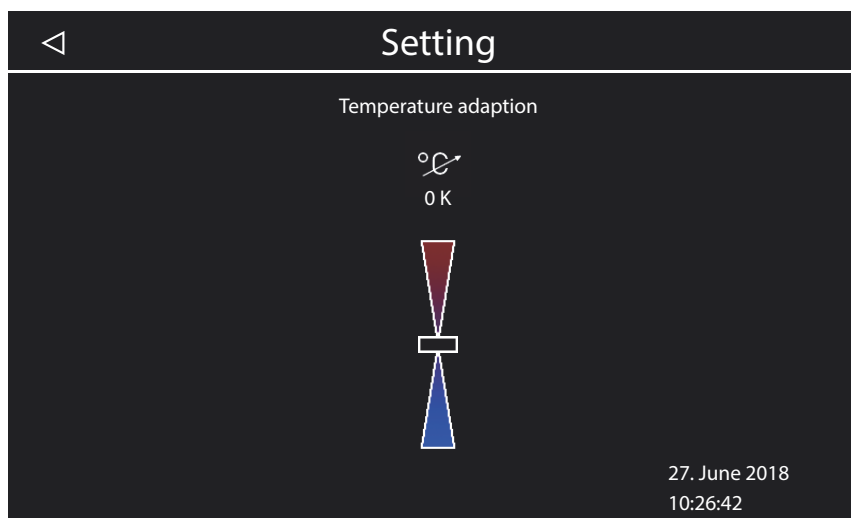 Setting
Temperature adaption
°C
0 K
27. June 2018
10:26:42